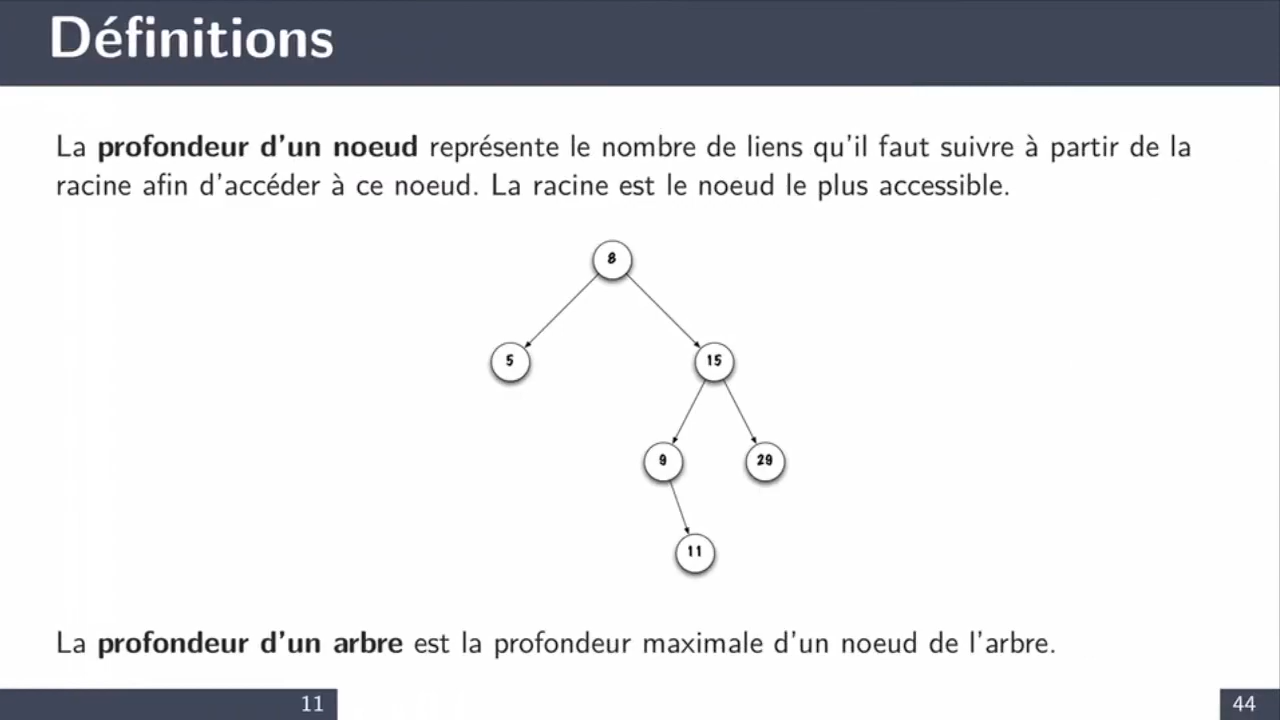 Définitions
La profondeur d'un noeud représente le nombre de liens qu'il faut suivre à partir de la
racine afin d'accéder à ce noeud. La racine est le noeud le plus accessible.
8
5
15
9
29
11
La profondeur d'un arbre est la profondeur maximale d'un noeud de l'arbre.
11
44